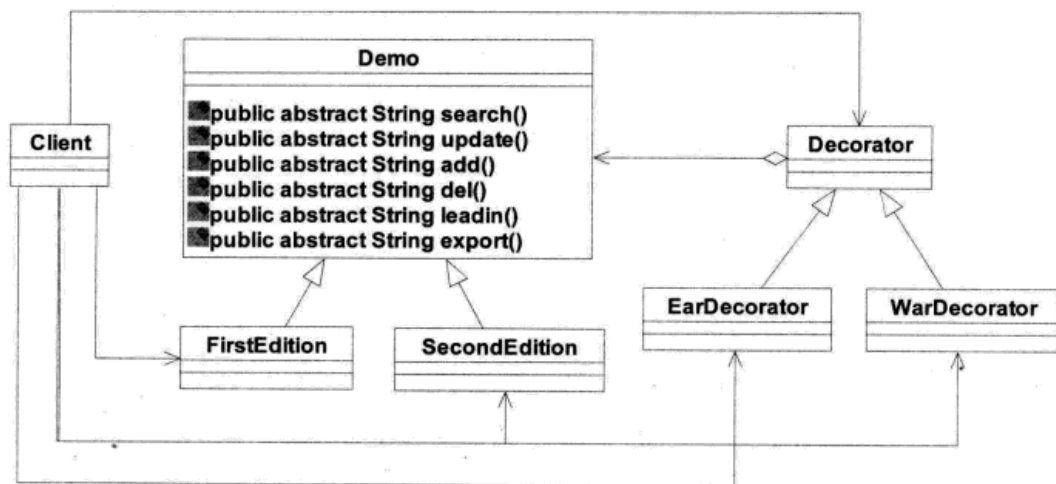 Demo
public abstract String search()
public abstract String update()
public abstract String add()
public abstract String del()
public abstract String leadin()
public abstract String export()
Client
Decorator
FirstEdition
SecondEdition
EarDecorator
WarDecorator